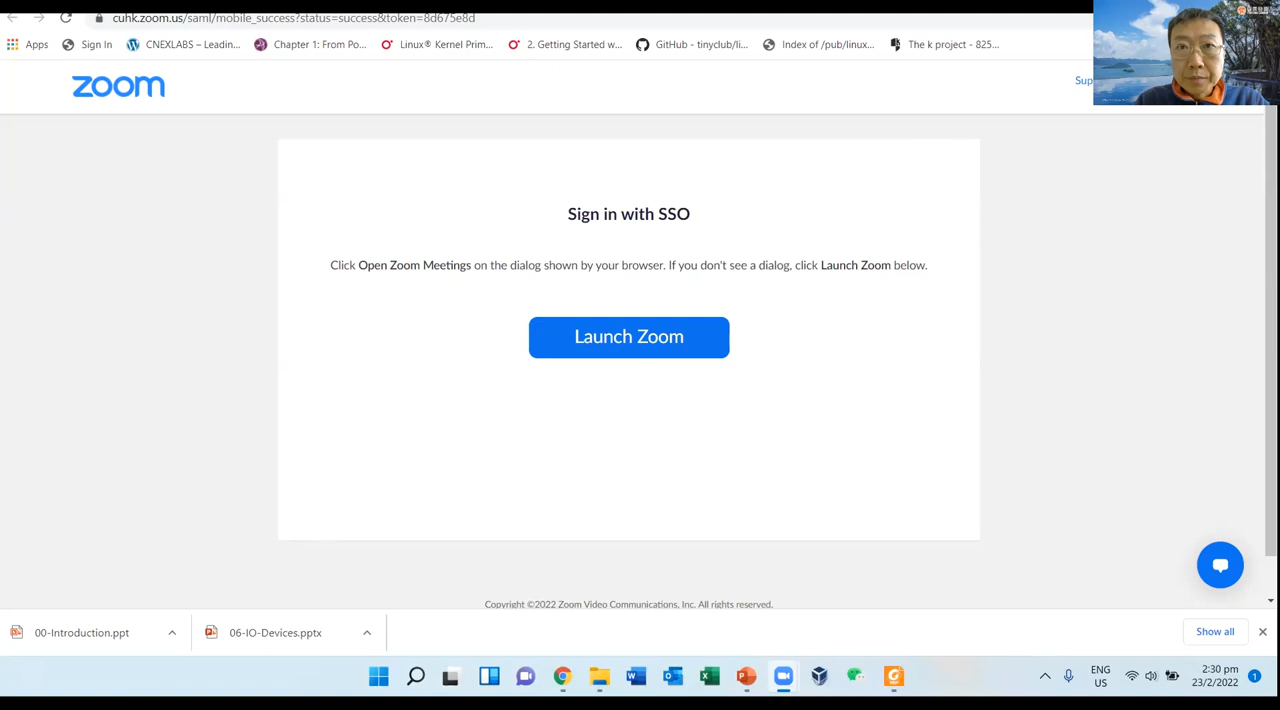 cuhk.zoom.us/saml/mobile_success?status=success&token=8d675e8d
Apps Sign In CNEXLABS – Leadin... Chapter 1: From Po... Linux® Kernel Prim... 2. Getting Started w... GitHub - tinyclub/li... Index of /pub/linux... The k project - 825...
zoom
Sup
Sign in with SSO
Click Open Zoom Meetings on the dialog shown by your browser. If you don't see a dialog, click Launch Zoom below.
Launch Zoom
Copyright ©2022 Zoom Video Communications, Inc. All rights reserved.
00-Introduction.ppt 06-IO-Devices.pptx Show all
ENG
US
2:30 pm
23/2/2022
1